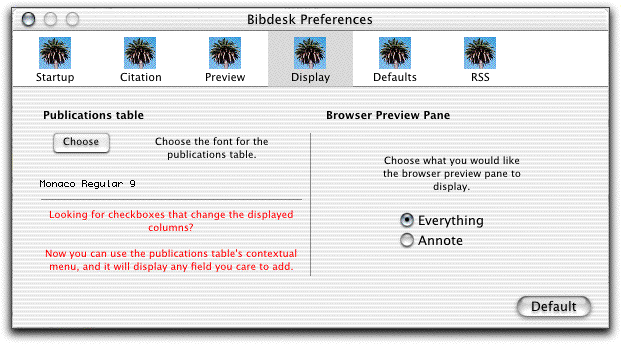 Bibdesk Preferences
Startup
Citation
Preview
Display
Defaults
RSS
Publications table
Choose
Choose the font for the
publications table.
Monaco Regular 9
Looking for checkboxes that change the displayed
columns?
Now you can use the publications table's contextual
menu, and it will display any field you care to add.
Browser Preview Pane
Choose what you would like
the browser preview pane to
display.
Everything
Annote
Default